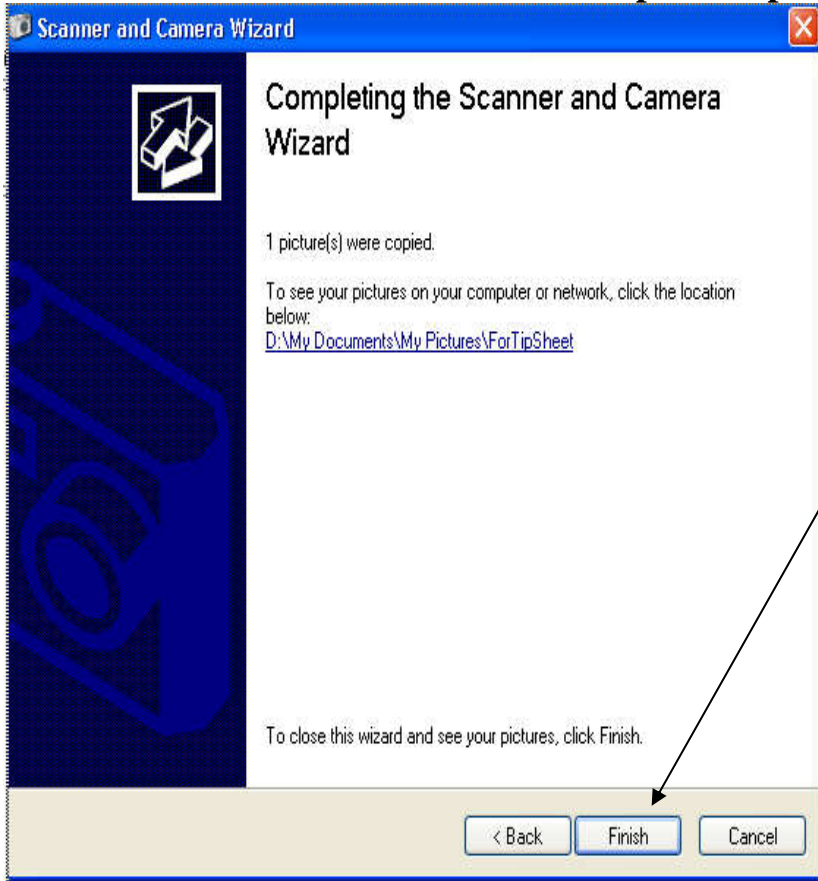 Scanner and Camera Wizard
Completing the Scanner and Camera
Wizard
1 picture(s) were copied.
To see your pictures on your computer or network, click the location
below:
D:\My Documents\My Pictures\ForTipSheet
To close this wizard and see your pictures, click Finish.
< Back Finish Cancel